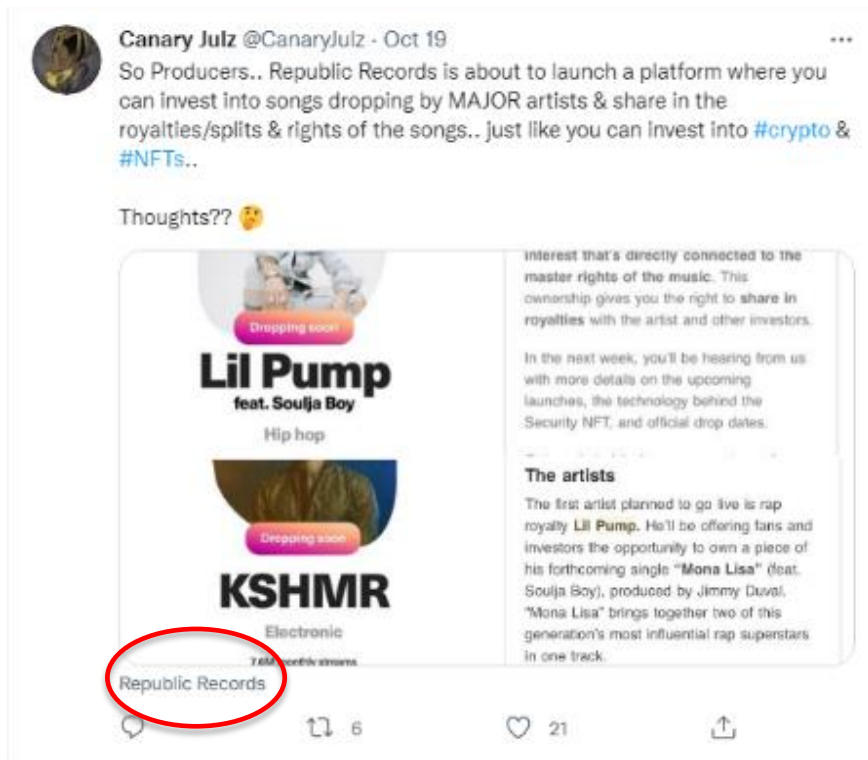 Canary Julz @CanaryJulz · Oct 19
So Producers.. Republic Records is about to launch a platform where you
can invest into songs dropping by MAJOR artists & share in the
royalties/splits & rights of the songs.. just like you can invest into #crypto &
#NFTs..
Thoughts?? 🤔
Dropping soon
Lil Pump
feat. Soulja Boy
Hip hop
Dropping soon
KSHMR
Electronic
7.6M monthly streams
interest that's directly connected to the
master rights of the music. This
ownership gives you the right to share in
royalties with the artist and other investors.
In the next week, you'll be hearing from us
with more details on the upcoming
launches, the technology behind the
Security NFT, and official drop dates.
The artists
The first artist planned to go live is rap
royalty Lil Pump. He'll be offering fans and
investors the opportunity to own a piece of
his forthcoming single "Mona Lisa" (feat.
Soulja Boy), produced by Jimmy Duval.
"Mona Lisa" brings together two of this
generation's most influential rap superstars
in one track.
Republic Records
6
21